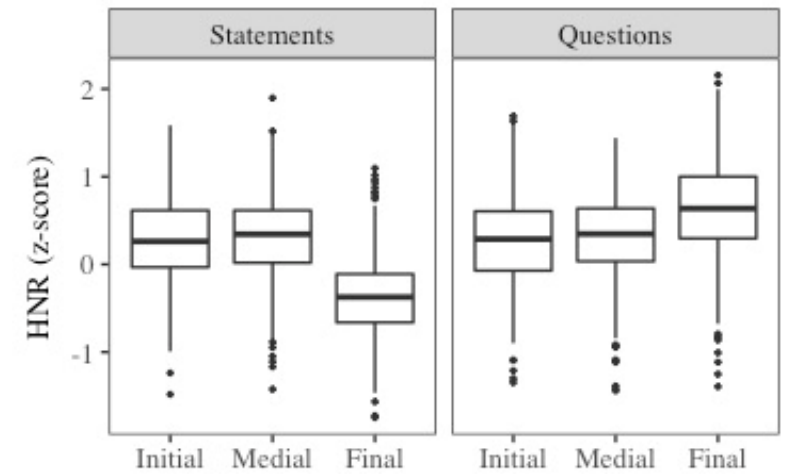 Statements Questions
HNR (z-score)
2
1
0
-1
Initial Medial Final Initial Medial Final